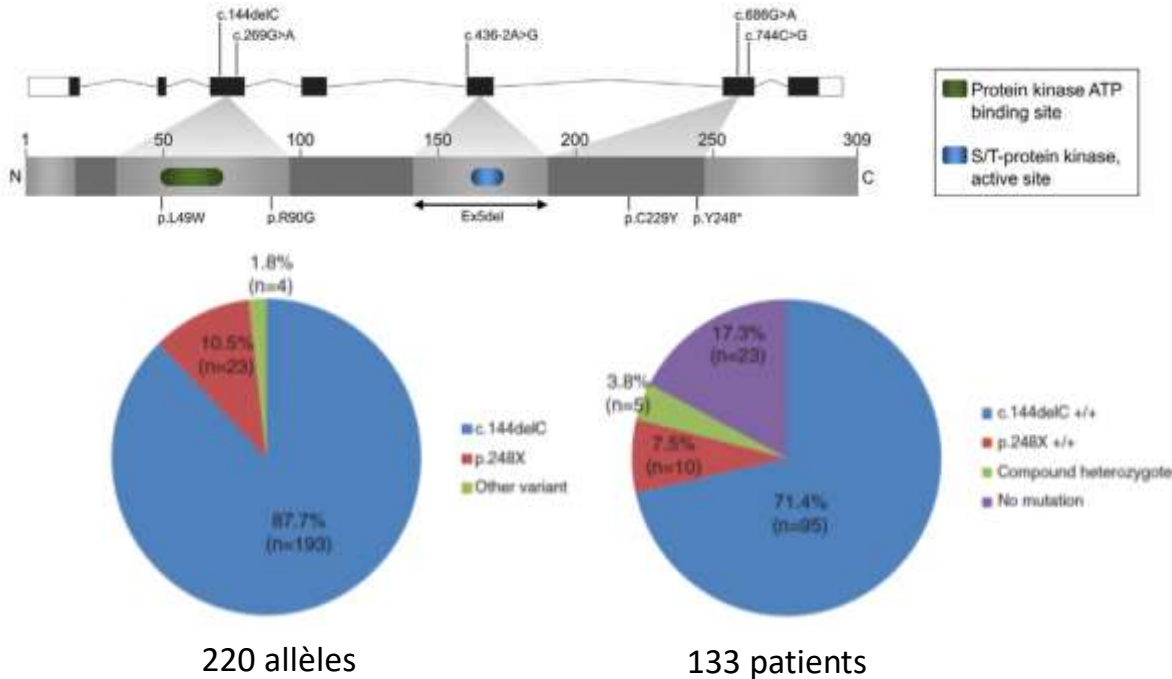 c.144delC
c.269G>A
c.436-2A>G
c.686G>A
c.744C>G
Protein kinase ATP
binding site
S/T-protein kinase,
active site
1 50 100 150 200 250 309
N C
p.L49W p.R90G Ex5del p.C229Y p.Y248*
1.8%
(n=4)
10.5%
(n=23)
87.7%
(n=193)
c.144delC
p.248X
Other variant
220 allèles
17.3%
(n=23)
3.8%
(n=5)
7.5%
(n=10)
71.4%
(n=95)
c.144delC +/+
p.248X +/+
Compound heterozygote
No mutation
133 patients